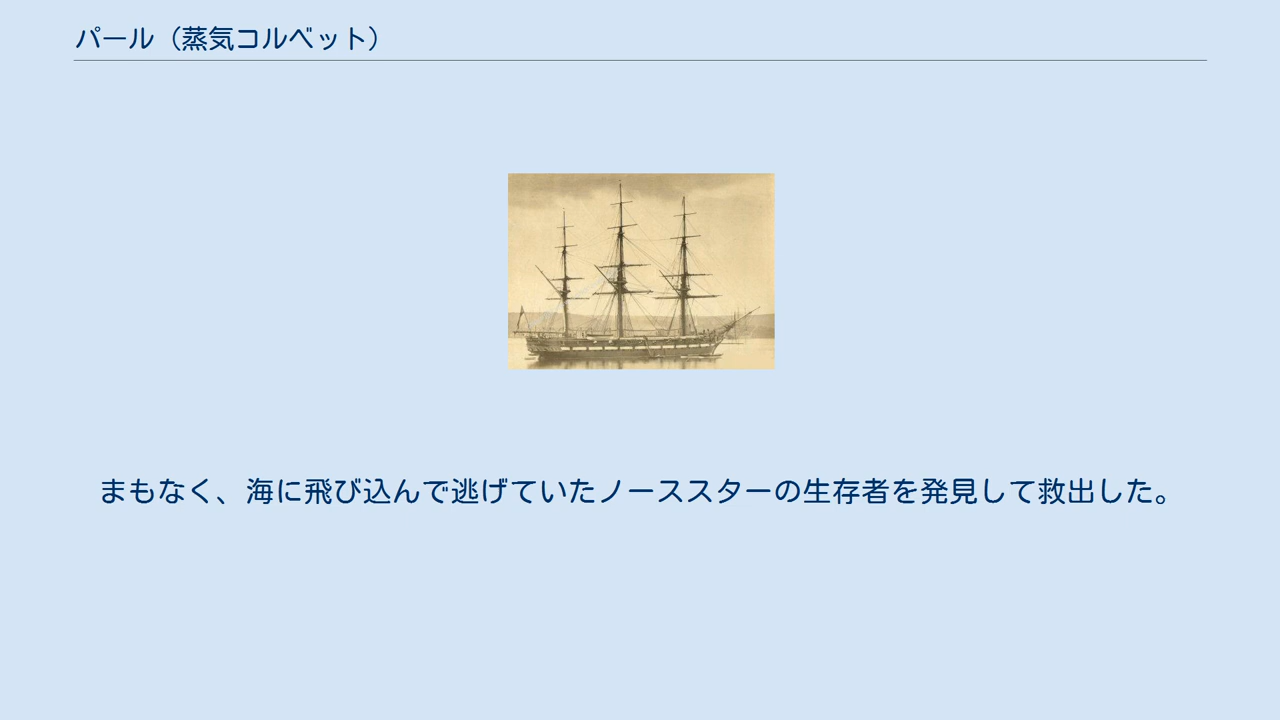 パール（蒸気コルベット）
まもなく、海に飛び込んで逃げていたノーススターの生存者を発見して救出した。